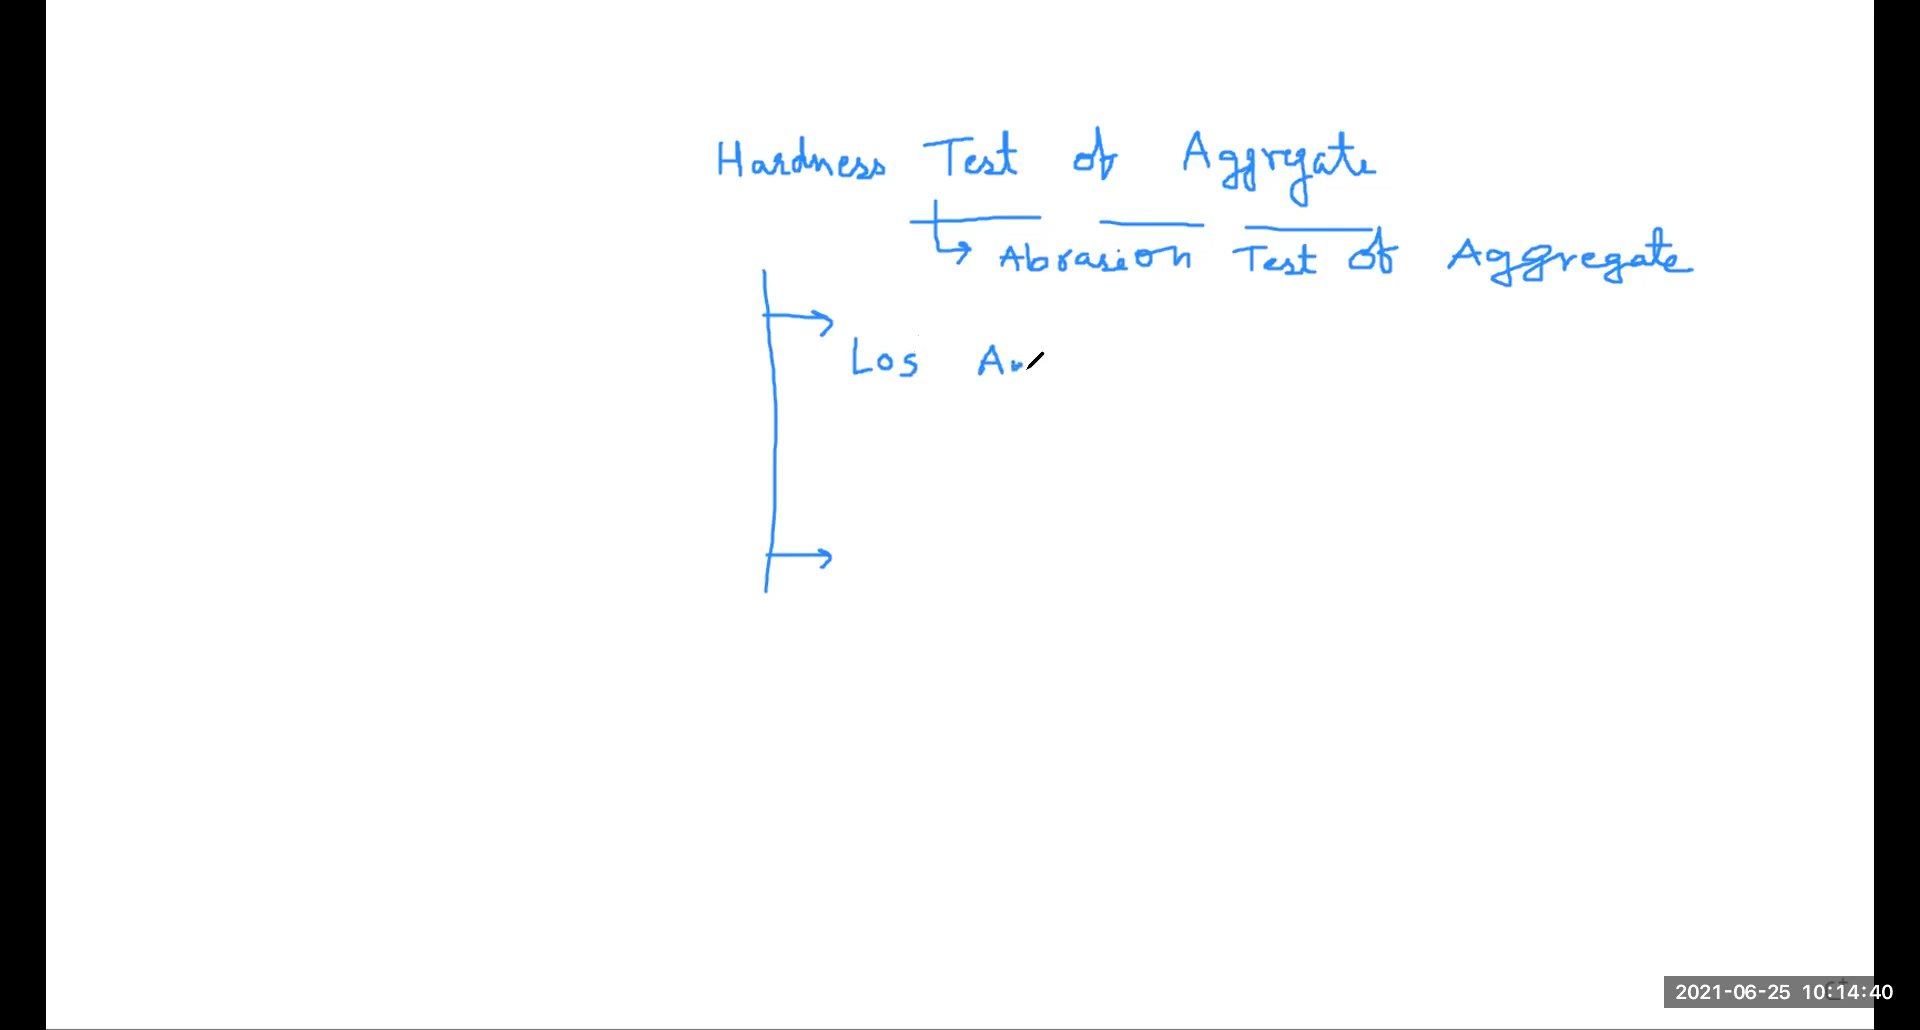 Hardness Test of Aggregate
Abrasion Test of Aggregate
Los
2021-06-25 10:14:40